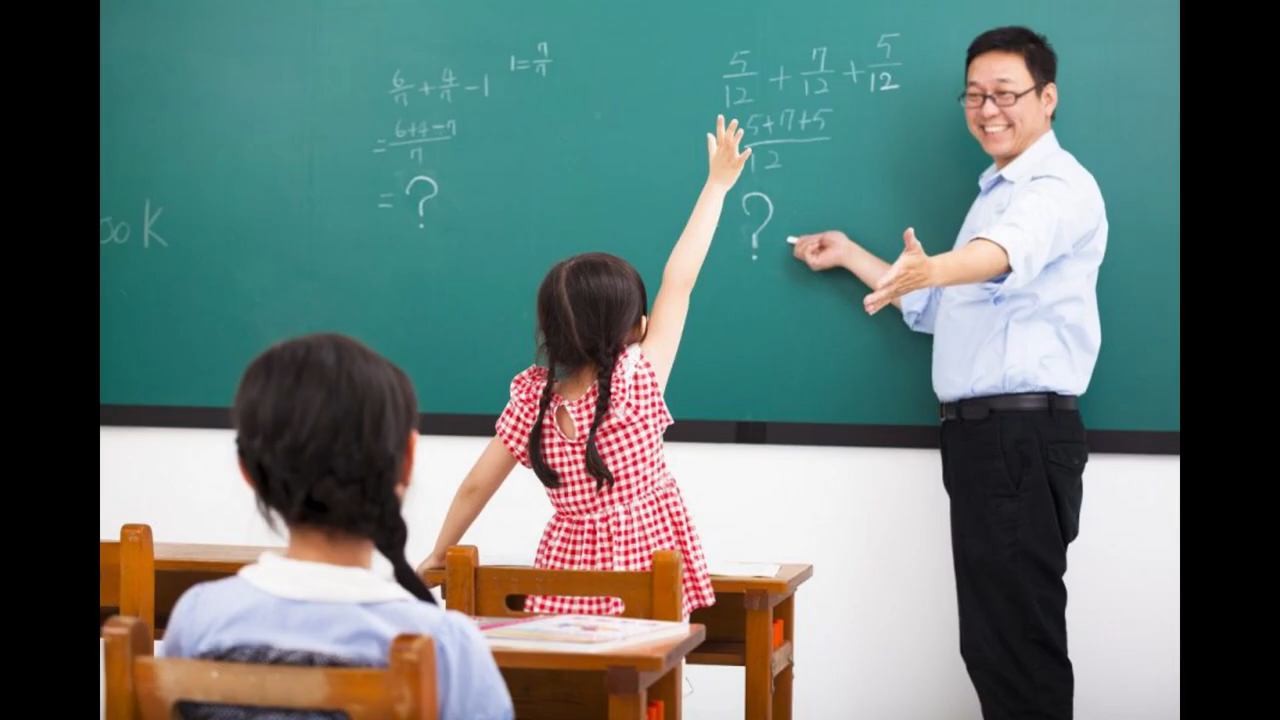 6/7 + 4/7 - 1
1 = 7/7
= 6+4-7/7
= ?
5/12 + 7/12 + 5/12
5+7+5/12
?
ook